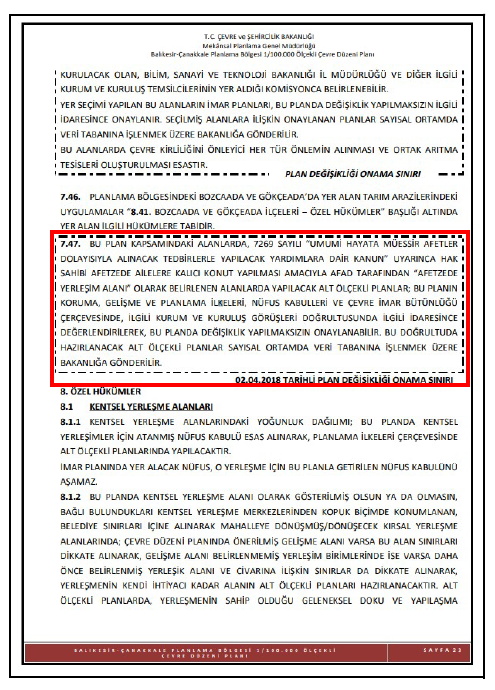 T.C. ÇEVRE ve ŞEHİRCİLİK BAKANLIĞI
Mekânsal Planlama Genel Müdürlüğü
Balıkesir-Çanakkale Planlama Bölgesi 1/100.000 Ölçekli Çevre Düzeni Planı
KURULACAK OLAN, BİLİM, SANAYİ VE TEKNOLOJİ BAKANLIĞI İL MÜDÜRLÜĞÜ VE DİĞER İLGİLİ
KURUM VE KURULUŞ TEMSİLCİLERİNİN YER ALDIĞI KOMİSYONCA BELİRLENEBİLİR.
YER SEÇİMİ YAPILAN BU ALANLARIN İMAR PLANLARI, BU PLANDA DEĞİŞİKLİK YAPILMAKSIZIN İLGİLİ
İDARESİNCE ONAYLANIR. SEÇİLMİŞ ALANLARA İLİŞKİN ONAYLANAN PLANLAR SAYISAL ORTAMDA
VERİ TABANINA İŞLENMEK ÜZERE BAKANLIĞA GÖNDERİLİR.
BU ALANLARDA ÇEVRE KİRLİLİĞİNİ ÖNLEYİCİ HER TÜR ÖNLEMİN ALINMASI VE ORTAK ARITMA
TESİSLERİ OLUŞTURULMASI ESASTIR.
PLAN DEĞİŞİKLİĞİ ONAMA SINIRI
7.46. PLANLAMA BÖLGESİNDEKİ BOZCAADA VE GÖKÇEADA'DA YER ALAN TARIM ARAZİLERİNDEKİ
UYGULAMALAR "8.41. BOZCAADA VE GÖKÇEADA İLÇELERİ – ÖZEL HÜKÜMLER" BAŞLIĞI ALTINDA
YER ALAN İLGİLİ HÜKÜMLERE TABİDİR.
7.47. BU PLAN KAPSAMINDAKİ ALANLARDA, 7269 SAYILI "UMUMİ HAYATA MÜESSİR AFETLER
DOLAYISIYLA ALINACAK TEDBİRLERLE YAPILACAK YARDIMLARA DAİR KANUN" UYARINCA HAK
SAHİBİ AFETZEDE AİLELERE KALICI KONUT YAPILMASI AMACIYLA AFAD TARAFINDAN "AFETZEDE
YERLEŞİM ALANI" OLARAK BELİRLENEN ALANLARDA YAPILACAK ALT ÖLÇEKLİ PLANLAR; BU PLANIN
KORUMA, GELİŞME VE PLANLAMA İLKELERİ, NÜFUS KABULLERİ VE ÇEVRE İMAR BÜTÜNLÜĞÜ
ÇERÇEVESİNDE, İLGİLİ KURUM VE KURULUŞ GÖRÜŞLERİ DOĞRULTUSUNDA İLGİLİ İDARESİNCE
DEĞERLENDİRİLEREK, BU PLANDA DEĞİŞİKLİK YAPILMAKSIZIN ONAYLANABİLİR. BU DOĞRULTUDA
HAZIRLANACAK ALT ÖLÇEKLİ PLANLAR SAYISAL ORTAMDA VERİ TABANINA İŞLENMEK ÜZERE
BAKANLIĞA GÖNDERİLİR.
02.04.2018 TARİHLİ PLAN DEĞİŞİKLİĞİ ONAMA SINIRI
8. ÖZEL HÜKÜMLER
8.1 KENTSEL YERLEŞME ALANLARI
8.1.1 KENTSEL YERLEŞME ALANLARINDAKİ YOĞUNLUK DAĞILIMI; BU PLANDA KENTSEL
YERLEŞİMLER İÇİN ATANMIŞ NÜFUS KABULÜ ESAS ALINARAK, PLANLAMA İLKELERİ ÇERÇEVESİNDE
ALT ÖLÇEKLİ PLANLARINDA YAPILACAKTIR.
İMAR PLANINDA YER ALACAK NÜFUS, O YERLEŞME İÇİN BU PLANLA GETİRİLEN NÜFUS KABULÜNÜ
AŞAMAZ.
8.1.2 BU PLANDA KENTSEL YERLEŞME ALANI OLARAK GÖSTERİLMİŞ OLSUN YA DA OLMASIN,
BAĞLI BULUNDUKLARI KENTSEL YERLEŞME MERKEZLERİNDEN KOPUK BİÇİMDE KONUMLANAN,
BELEDİYE SINIRLARI İÇİNE ALINARAK MAHALLEYE DÖNÜŞMÜŞ/DÖNÜŞECEK KIRSAL YERLEŞME
ALANLARINDA; ÇEVRE DÜZENİ PLANINDA ÖNERİLMİŞ GELİŞME ALANI VARSA BU ALAN SINIRLARI
DİKKATE ALINARAK, GELİŞME ALANI BELİRLENMEMİŞ YERLEŞİM BİRİMLERİNDE İSE VARSA DAHA
ÖNCE BELİRLENMİŞ YERLEŞİK ALAN VE CİVARINA İLİŞKİN SINIRLAR DA DİKKATE ALINARAK,
YERLEŞMENİN KENDİ İHTİYACI KADAR ALANIN ALT ÖLÇEKLİ PLANLARI HAZIRLANACAKTIR. ALT
ÖLÇEKLİ PLANLARDA, YERLEŞMENİN SAHİP OLDUĞU GELENEKSEL DOKU VE YAPILAŞMA
BALIKESİR-ÇANAKKALE PLANLAMA BÖLGESİ 1/100.000 ÖLÇEKLİ
ÇEVRE DÜZENİ PLANI
SAYFA 23